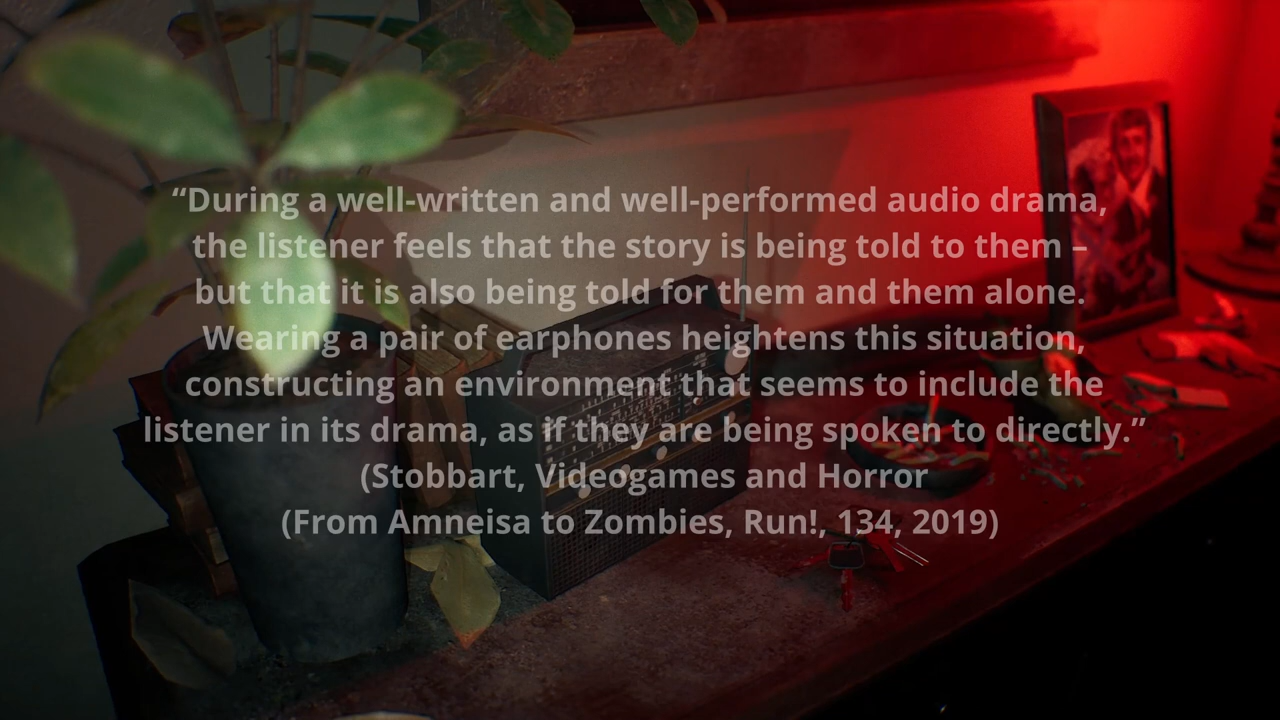 “During a well-written and well-performed audio drama,
the listener feels that the story is being told to them –
but that it is also being told for them and them alone.
Wearing a pair of earphones heightens this situation,
constructing an environment that seems to include the
listener in its drama, as if they are being spoken to directly.”
(Stobbart, Videogames and Horror
(From Amneisa to Zombies, Run!, 134, 2019)